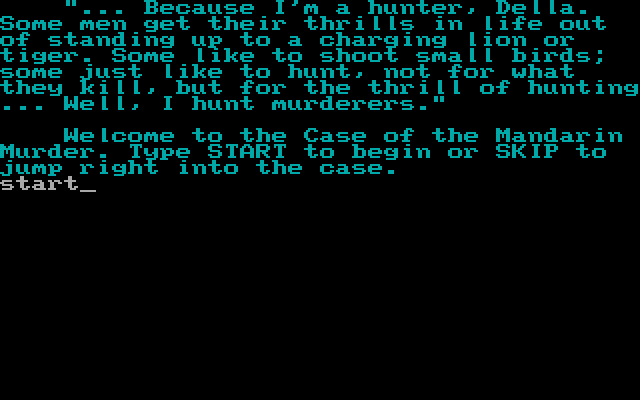 "... Because I'm a hunter, Della.
Some men get their thrills in life out
of standing up to a charging lion or
tiger. Some like to shoot small birds;
some just like to hunt, not for what
they kill, but for the thrill of hunting
... Well, I hunt murderers."
Welcome to the Case of the Mandarin
Murder. Type START to begin or SKIP to
jump right into the case.
start_